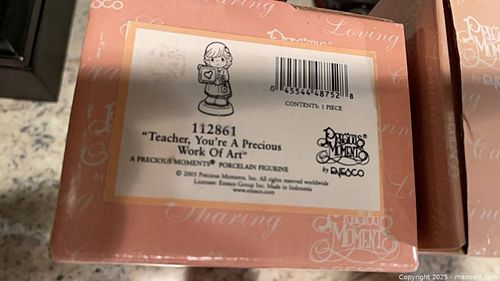 ENESCO
Sharing
Loving
0 45544 48752 8
CONTENTS: 1 PIECE
112861
"Teacher, You're A Precious
Work Of Art"
A PRECIOUS MOMENTS® PORCELAIN FIGURINE
© 2003 Precious Moments, Inc. All rights reserved worldwide
Licensee: Enesco Group Inc. Made in Indonesia
www.enesco.com
PRECIOUS
MOMENTS®
by ENESCO
Sharing
PRECIOUS
MOMENTS
Copyright 2025 - maxsold.com